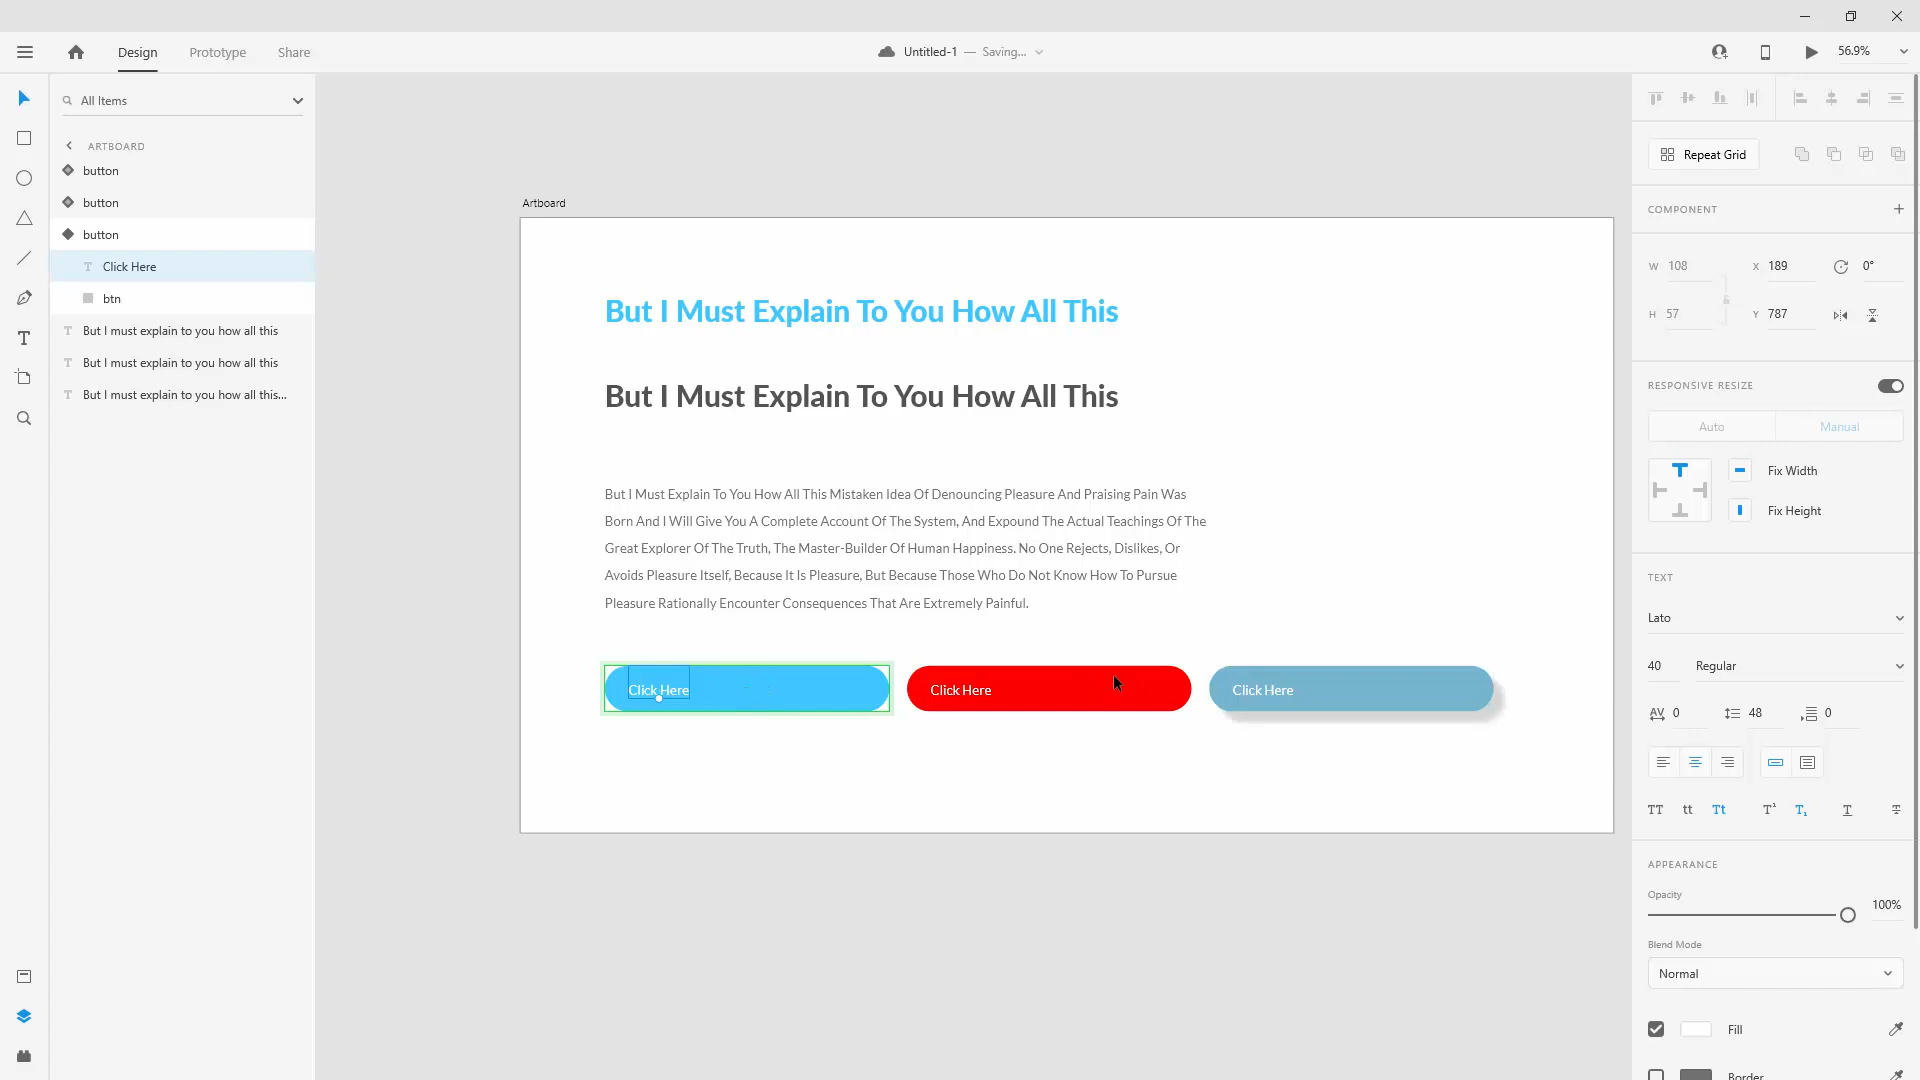 Design
Prototype
Share
Untitled-1 — Saving...
56.9%
All Items
ARTBOARD
button
button
button
T Click Here
btn
T But I must explain to you how all this
T But I must explain to you how all this
T But I must explain to you how all this...
Artboard
But I Must Explain To You How All This
But I Must Explain To You How All This
But I Must Explain To You How All This Mistaken Idea Of Denouncing Pleasure And Praising Pain Was
Born And I Will Give You A Complete Account Of The System, And Expound The Actual Teachings Of The
Great Explorer Of The Truth, The Master-Builder Of Human Happiness. No One Rejects, Dislikes, Or
Avoids Pleasure Itself, Because It Is Pleasure, But Because Those Who Do Not Know How To Pursue
Pleasure Rationally Encounter Consequences That Are Extremely Painful.
Click Here
Click Here
Click Here
Repeat Grid
COMPONENT
W 108 X 189 0°
H 57 Y 787
RESPONSIVE RESIZE
Auto Manual
Fix Width
Fix Height
TEXT
Lato
40 Regular
AV 0 48 0
TT tt Tt T¹ T₁ T T
APPEARANCE
Opacity
100%
Blend Mode
Normal
Fill
Border